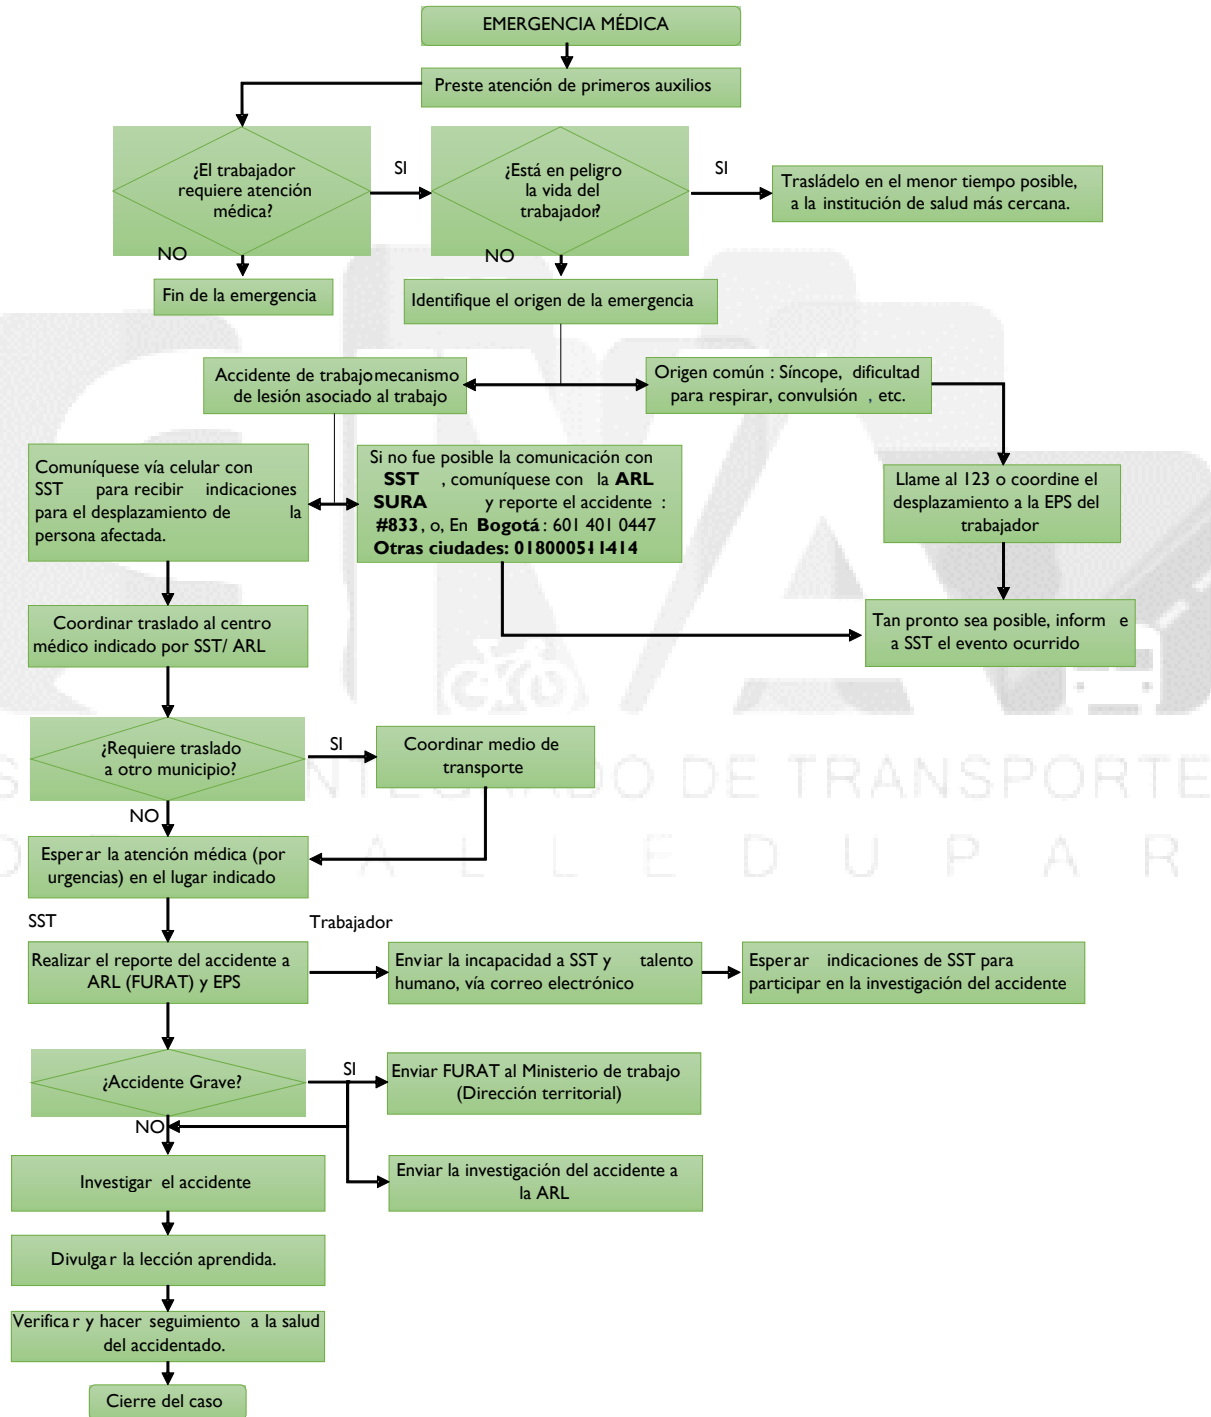 EMERGENCIA MÉDICA
Preste atención de primeros auxilios
¿El trabajador
requiere atención
médica?
SI
¿Está en peligro
la vida del
trabajador?
SI
Trasládelo en el menor tiempo posible,
a la institución de salud más cercana.
NO
NO
Fin de la emergencia
Identifique el origen de la emergencia
Accidente de trabajo mecanismo
de lesión asociado al trabajo
Origen común : Síncope, dificultad
para respirar, convulsión , etc.
Comuníquese vía celular con
SST para recibir indicaciones
para el desplazamiento de la
persona afectada.
Si no fue posible la comunicación con
SST , comuníquese con la ARL
SURA y reporte el accidente :
#833, o, En Bogotá: 601 401 0447
Otras ciudades: 018000511414
Llame al 123 o coordine el
desplazamiento a la EPS del
trabajador
Coordinar traslado al centro
médico indicado por SST/ ARL
Tan pronto sea posible, inform e
a SST el evento ocurrido
¿Requiere traslado
a otro municipio?
SI
Coordinar medio de
transporte
NO
Esperar la atención médica (por
urgencias) en el lugar indicado
SST
Trabajador
Realizar el reporte del accidente a
ARL (FURAT) y EPS
Enviar la incapacidad a SST y talento
humano, vía correo electrónico
Esperar indicaciones de SST para
participar en la investigación del accidente
¿Accidente Grave?
SI
Enviar FURAT al Ministerio de trabajo
(Dirección territorial)
NO
Investigar el accidente
Enviar la investigación del accidente a
la ARL
Divulgar la lección aprendida.
Verificar y hacer seguimiento a la salud
del accidentado.
Cierre del caso
DE TRANSPORTE